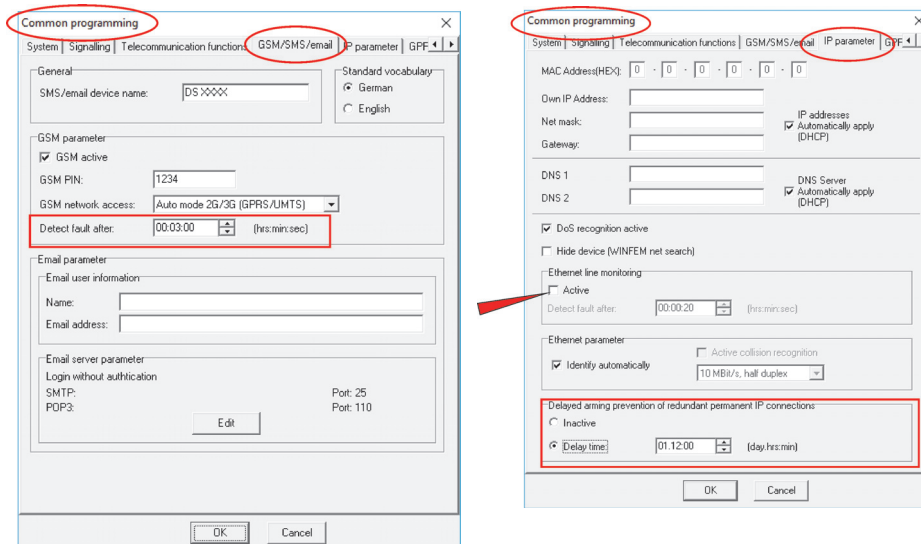 Common programming
System Signalling Telecommunication functions GSM/SMS/email IP parameter GPF
General
SMS/email device name: DS XXXX
Standard vocabulary
German
English
GSM parameter
GSM active
GSM PIN: 1234
GSM network access: Auto mode 2G/3G (GPRS/UMTS)
Detect fault after: 00:03:00 (hrs:min:sec)
Email parameter
Email user information
Name:
Email address:
Email server parameter
Login without authtication
SMTP: Port: 25
POP3: Port: 110
Edit
OK Cancel
Common programming
System Signalling Telecommunication functions GSM/SMS/email IP parameter GPF
MAC Address(HEX): 0 - 0 - 0 - 0 - 0 - 0
Own IP Address:
Net mask:
Gateway:
IP addresses
Automatically apply
(DHCP)
DNS 1
DNS 2
DNS Server
Automatically apply
(DHCP)
DoS recognition active
Hide device (WINFEM net search)
Ethernet line monitoring
Active
Detect fault after: 00:00:20 (hrs:min:sec)
Ethernet parameter
Identify automatically
Active collision recognition
10 MBit/s, half duplex
Delayed arming prevention of redundant permanent IP connections
Inactive
Delay time: 01.12:00 (day.hrs:min)
OK Cancel